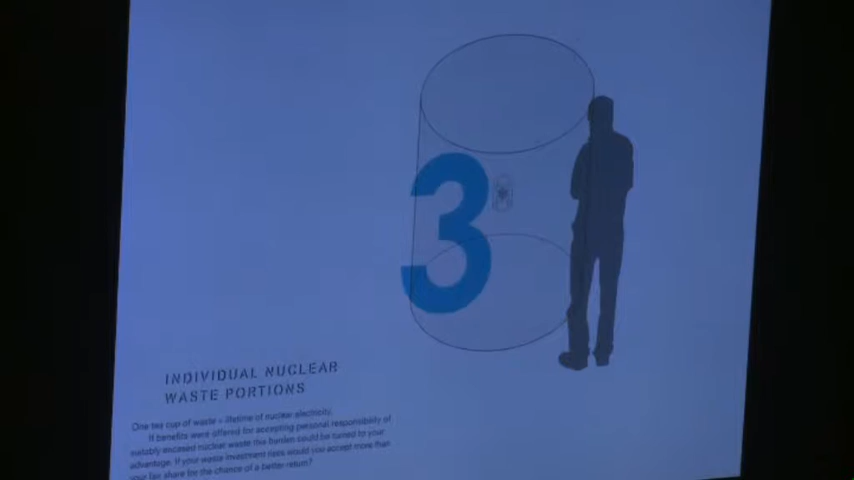 3
INDIVIDUAL NUCLEAR
WASTE PORTIONS
One tea cup of waste = lifetime of nuclear electricity.
If benefits were offered for accepting personal responsibility of
suitably encased nuclear waste this burden could be turned to your
advantage. If your waste investment rises would you accept more than
your fair share for the chance of a better return?